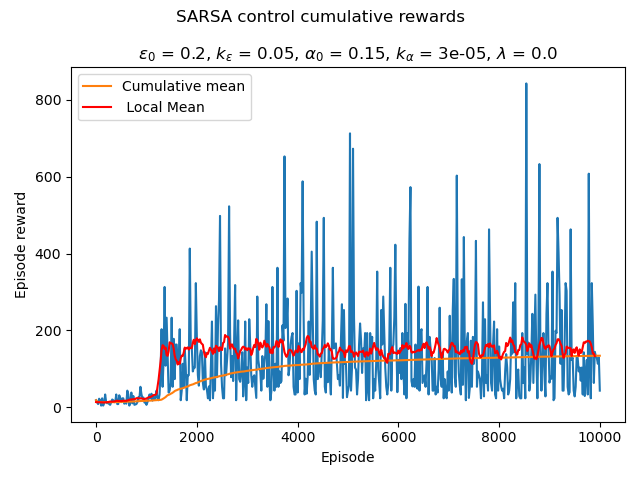 SARSA control cumulative rewards
ε₀ = 0.2, kε = 0.05, α₀ = 0.15, kα = 3e-05, λ = 0.0
Cumulative mean
Local Mean
Episode reward
800
600
400
200
0
0 2000 4000 6000 8000 10000
Episode